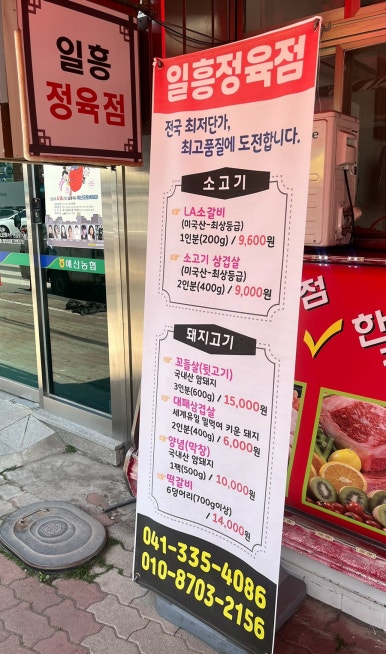 일흥
정육점
일흥정육점
전국 최저단가,
최고품질에 도전합니다.
소고기
LA소갈비
(미국산-최상등급)
1인분(200g) / 9,600원
소고기 삼겹살
(미국산-최상등급)
2인분(400g) / 9,000원
돼지고기
꼬들살(뒷고기)
국내산 암돼지
3인분(600g) / 15,000원
대패삼겹살
세계유일 밀먹여 키운 돼지
2인분(400g) / 6,000원
양념(막창)
국내산 암돼지
1팩(500g) / 10,000원
떡갈비
6덩어리(700g이상)
/ 14,000원
041-335-4086
010-8703-2156
예산농협
점
한